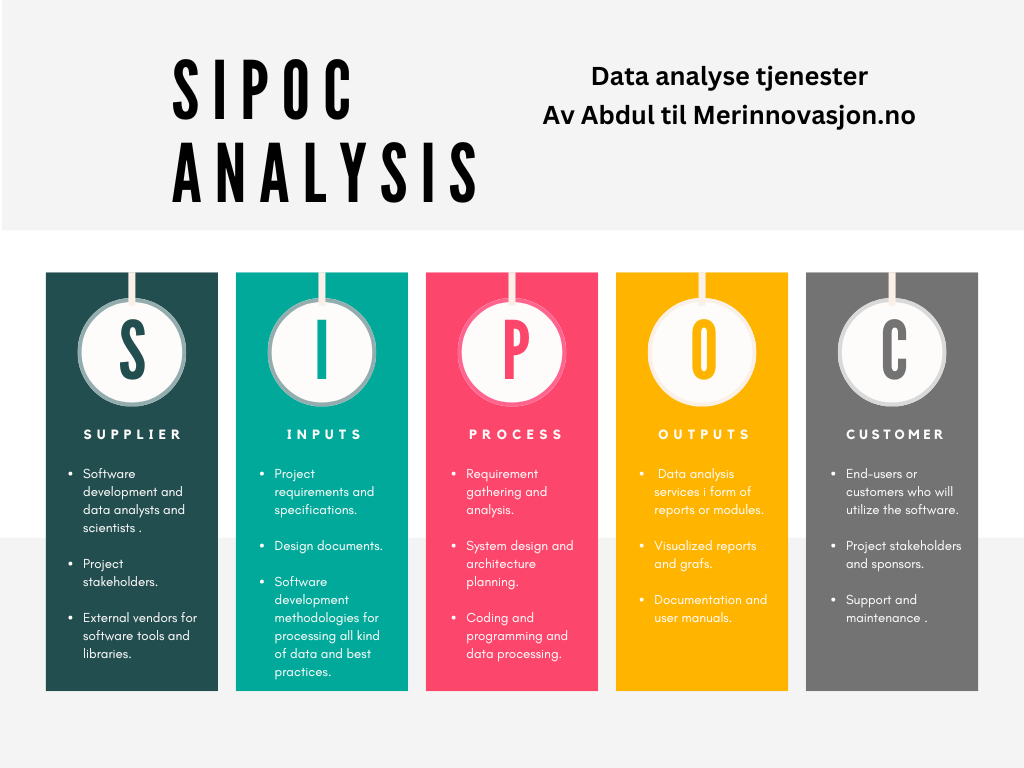 SIPOC
ANALYSIS
Data analyse tjenester
Av Abdul til Merinnovasjon.no
S
SUPPLIER
• Software
development and
data analysts and
scientists .
• Project
stakeholders.
• External vendors for
software tools and
libraries.
I
INPUTS
• Project
requirements and
specifications.
• Design documents.
• Software
development
methodologies for
processing all kind
of data and best
practices.
P
PROCESS
• Requirement
gathering and
analysis.
• System design and
architecture
planning.
• Coding and
programming and
data processing.
O
OUTPUTS
• Data analysis
services i form of
reports or modules.
• Visualized reports
and grafs.
• Documentation and
user manuals.
C
CUSTOMER
• End-users or
customers who will
utilize the software.
• Project stakeholders
and sponsors.
• Support and
maintenance .